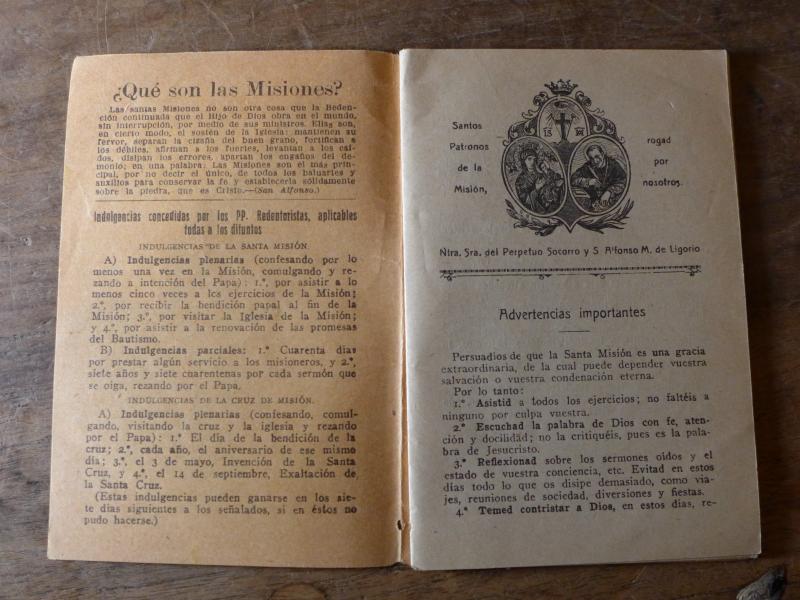 ¿Qué son las Misiones?
Las santas Misiones no son otra cosa que la Reden-
ción continuada que el Hijo de Dios obra en el mundo,
sin interrupción, por medio de sus ministros. Ellas son,
en cierto modo, el sostén de la Iglesia: mantienen su
fervor, separan la cizaña del buen grano, fortifican a
los débiles, afirman a los fuertes, levantan a los caí-
dos, disipan los errores, apartan los engaños del de-
monio; en una palabra. Las Misiones son el más prin-
cipal, por no decir el único, de todos los baluartes y
auxilios para conservar la fe y establecerla sólidamente
sobre la piedra, que es Cristo.—(San Alfonso.)
Indulgencias concedidas por los PP. Redentoristas, aplicables
todas a los difuntos
INDULGENCIAS DE LA SANTA MISIÓN
A) Indulgencias plenarias (confesando por lo
menos una vez en la Misión, comulgando y re-
zando a intención del Papa): 1.º, por asistir a lo
menos cinco veces a los ejercicios de la Misión;
2.º, por recibir la bendición papal al fin de la
Misión; 3.º, por visitar la Iglesia de la Misión;
y 4.º, por asistir a la renovación de las promesas
del Bautismo.
B) Indulgencias parciales: 1.º Cuarenta días
por prestar algún servicio a los misioneros, y 2.º,
siete años y siete cuarentenas por cada sermón que
se oiga, rezando por el Papa.
INDULGENCIAS DE LA CRUZ DE MISIÓN.
A) Indulgencias plenarias (confesando, comul-
gando, visitando la cruz y la iglesia y rezando
por el Papa): 1.º El día de la bendición de la
cruz; 2.º, cada año, el aniversario de ese mismo
día; 3.º, el 3 de mayo, Invención de la Santa
Cruz, y 4.º, el 14 de septiembre, Exaltación de
la Santa Cruz.
(Estas indulgencias pueden ganarse en los sie-
te días siguientes a los señalados, si en éstos no
pudo hacerse.)
Santos
Patronos
de la
Misión,
rogad
por
nosotros.
Ntra. Sra. del Perpetuo Socorro y S. Alfonso M. de Ligorio
Advertencias importantes
Persuadíos de que la Santa Misión es una gracia
extraordinaria, de la cual puede depender vuestra
salvación o vuestra condenación eterna.
Por lo tanto:
1.º Asistid a todos los ejercicios; no faltéis a
ninguno por culpa vuestra.
2.º Escuchad la palabra de Dios con fe, aten-
ción y docilidad; no la critiquéis, pues es la pala-
bra de Jesucristo.
3.º Reflexionad sobre los sermones oídos y el
estado de vuestra conciencia, etc. Evitad en estos
días todo lo que os disipe demasiado, como via-
jes, reuniones de sociedad, diversiones y fiestas.
4.º Temed contristar a Dios, en estos días, re-